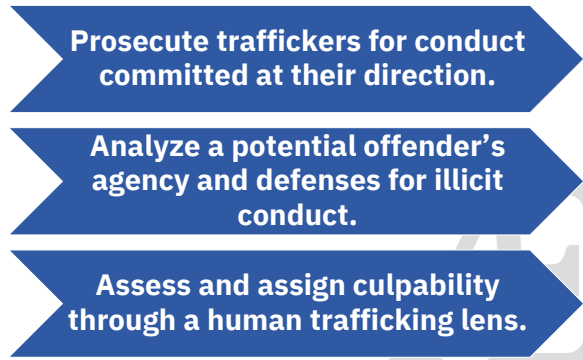 Prosecute traffickers for conduct
committed at their direction.
Analyze a potential offender’s
agency and defenses for illicit
conduct.
Assess and assign culpability
through a human trafficking lens.